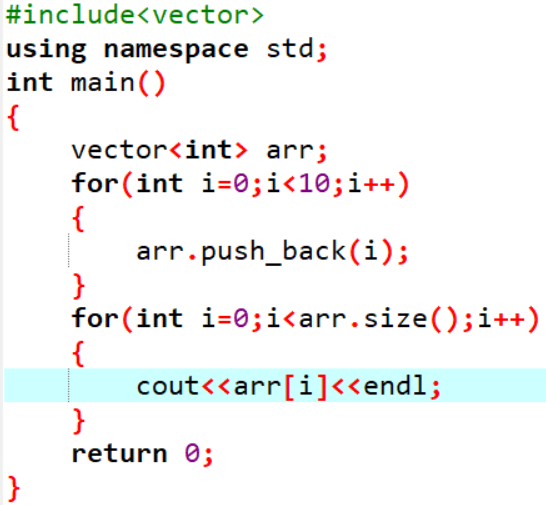 #include<vector>
using namespace std;
int main()
{
    vector<int> arr;
    for(int i=0;i<10;i++)
    {
        arr.push_back(i);
    }
    for(int i=0;i<arr.size();i++)
    {
        cout<<arr[i]<<endl;
    }
    return 0;
}